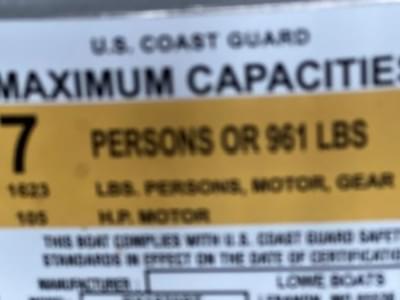 U.S. COAST GUARD
MAXIMUM CAPACITIES
7 PERSONS OR 961 LBS
1623 LBS. PERSONS, MOTOR, GEAR
105 H.P. MOTOR
THIS BOAT COMPLIES WITH U.S. COAST GUARD SAFETY
STANDARDS IN EFFECT ON THE DATE OF CERTIFICATION
MANUFACTURER: LOWE BOATS